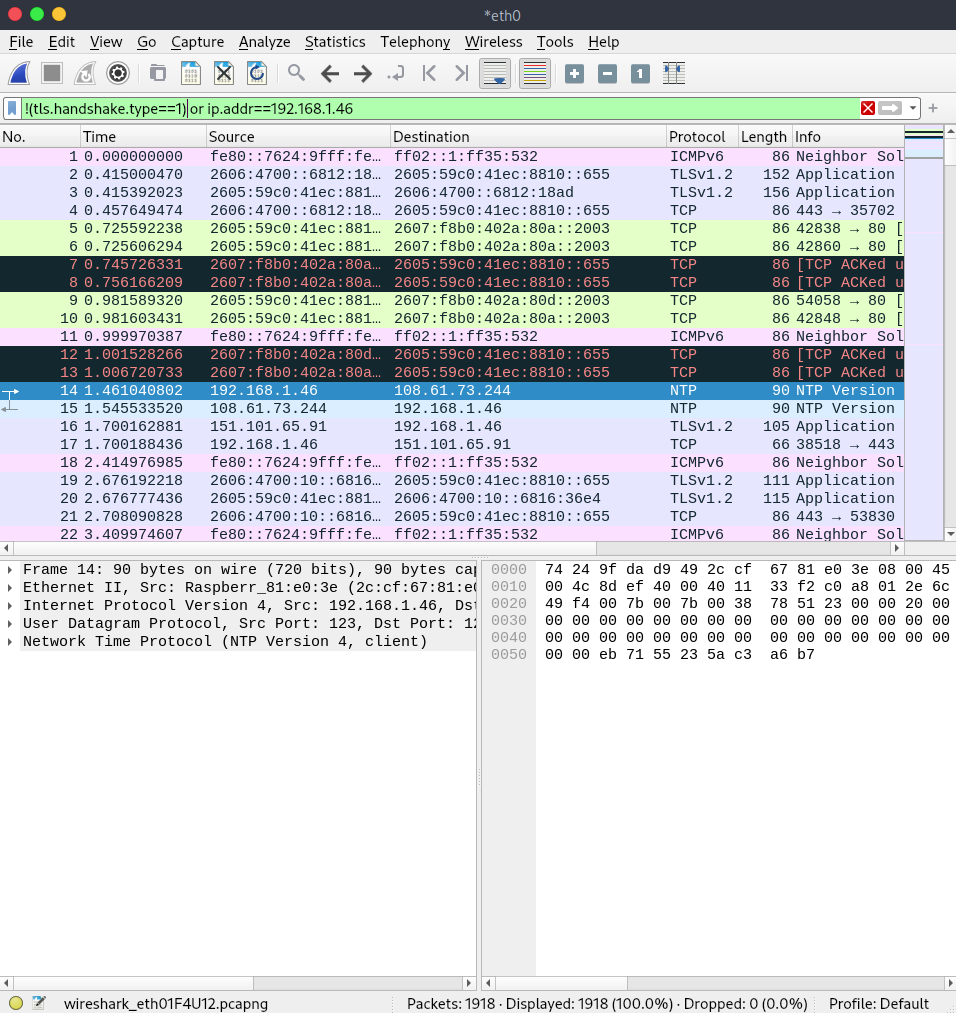 *eth0
File Edit View Go Capture Analyze Statistics Telephony Wireless Tools Help
1
!(tls.handshake.type==1) or ip.addr==192.168.1.46
No. Time Source Destination Protocol Length Info
1 0.000000000 fe80::7624:9fff:fe… ff02::1:ff35:532 ICMPv6 86 Neighbor Sol
2 0.415000470 2606:4700::6812:18… 2605:59c0:41ec:8810::655 TLSv1.2 152 Application
3 0.415392023 2605:59c0:41ec:881… 2606:4700::6812:18ad TLSv1.2 156 Application
4 0.457649474 2606:4700::6812:18… 2605:59c0:41ec:8810::655 TCP 86 443 → 35702
5 0.725592238 2605:59c0:41ec:881… 2607:f8b0:402a:80a::2003 TCP 86 42838 → 80 [
6 0.725606294 2605:59c0:41ec:881… 2607:f8b0:402a:80a::2003 TCP 86 42860 → 80 [
7 0.745726331 2607:f8b0:402a:80a… 2605:59c0:41ec:8810::655 TCP 86 [TCP ACKed u
8 0.756166209 2607:f8b0:402a:80a… 2605:59c0:41ec:8810::655 TCP 86 [TCP ACKed u
9 0.981589320 2605:59c0:41ec:881… 2607:f8b0:402a:80d::2003 TCP 86 54058 → 80 [
10 0.981603431 2605:59c0:41ec:881… 2607:f8b0:402a:80a::2003 TCP 86 42848 → 80 [
11 0.999970387 fe80::7624:9fff:fe… ff02::1:ff35:532 ICMPv6 86 Neighbor Sol
12 1.001528266 2607:f8b0:402a:80d… 2605:59c0:41ec:8810::655 TCP 86 [TCP ACKed u
13 1.006720733 2607:f8b0:402a:80a… 2605:59c0:41ec:8810::655 TCP 86 [TCP ACKed u
14 1.461040802 192.168.1.46 108.61.73.244 NTP 90 NTP Version
15 1.545533520 108.61.73.244 192.168.1.46 NTP 90 NTP Version
16 1.700162881 151.101.65.91 192.168.1.46 TLSv1.2 105 Application
17 1.700188436 192.168.1.46 151.101.65.91 TCP 66 38518 → 443
18 2.414976985 fe80::7624:9fff:fe… ff02::1:ff35:532 ICMPv6 86 Neighbor Sol
19 2.676192218 2606:4700:10::6816… 2605:59c0:41ec:8810::655 TLSv1.2 111 Application
20 2.676777436 2605:59c0:41ec:881… 2606:4700:10::6816:36e4 TLSv1.2 115 Application
21 2.708090828 2606:4700:10::6816… 2605:59c0:41ec:8810::655 TCP 86 443 → 53830
22 3.409974607 fe80::7624:9fff:fe… ff02::1:ff35:532 ICMPv6 86 Neighbor Sol
Frame 14: 90 bytes on wire (720 bits), 90 bytes cap
Ethernet II, Src: Raspberr_81:e0:3e (2c:cf:67:81:e0
Internet Protocol Version 4, Src: 192.168.1.46, Dst
User Datagram Protocol, Src Port: 123, Dst Port: 12
Network Time Protocol (NTP Version 4, client)
0000 74 24 9f da d9 49 2c cf 67 81 e0 3e 08 00 45
0010 00 4c 8d ef 40 00 40 11 33 f2 c0 a8 01 2e 6c
0020 49 f4 00 7b 00 7b 00 38 78 51 23 00 00 20 00
0030 00 00 00 00 00 00 00 00 00 00 00 00 00 00 00
0040 00 00 00 00 00 00 00 00 00 00 00 00 00 00 00
0050 00 00 eb 71 55 23 5a c3 a6 b7
wireshark_eth01F4U12.pcapng Packets: 1918 · Displayed: 1918 (100.0%) · Dropped: 0 (0.0%) Profile: Default